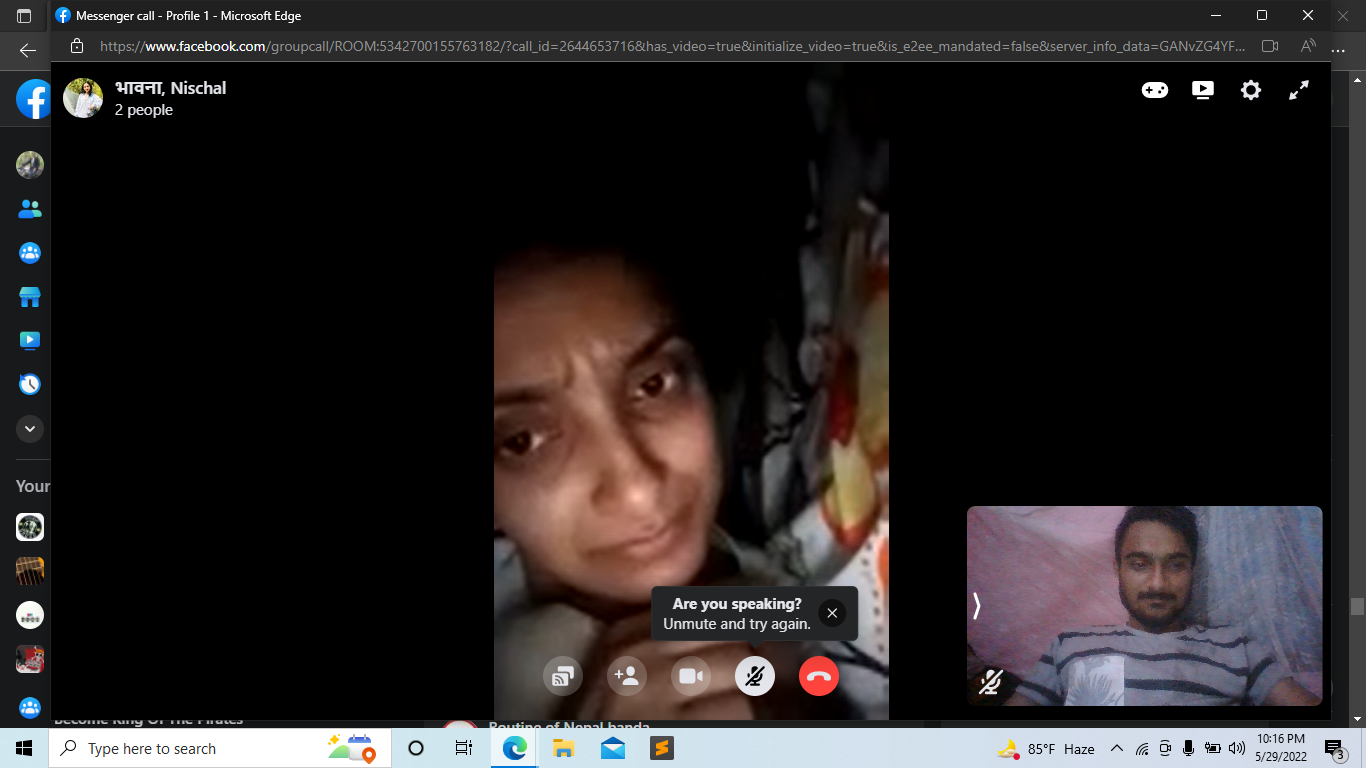 Messenger call - Profile 1 - Microsoft Edge
https://www.facebook.com/groupcall/ROOM:5342700155763182/?call_id=2644653716&has_video=true&initialize_video=true&is_e2ee_mandated=false&server_info_data=GANvZG4YF...
भावना, Nischal
2 people
Your
Are you speaking?
Unmute and try again.
Become King Of The Pirates
Routine of Nepal banda
Type here to search
85°F Haze
10:16 PM
5/29/2022
3